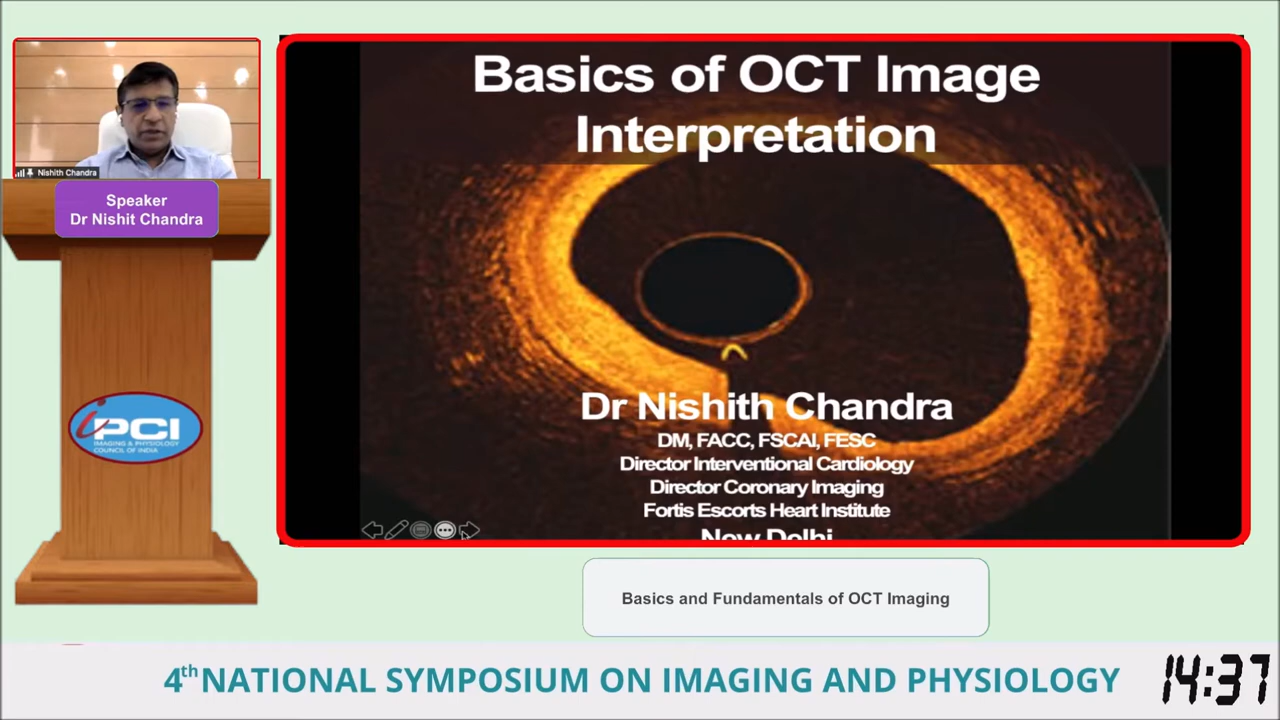 Nishith Chandra
Speaker
Dr Nishit Chandra
iPCI
IMAGING & PHYSIOLOGY
COUNCIL OF INDIA
Basics of OCT Image
Interpretation
Dr Nishith Chandra
DM, FACC, FSCAI, FESC
Director Interventional Cardiology
Director Coronary Imaging
Fortis Escorts Heart Institute
New Delhi
Basics and Fundamentals of OCT Imaging
4th NATIONAL SYMPOSIUM ON IMAGING AND PHYSIOLOGY
14:37